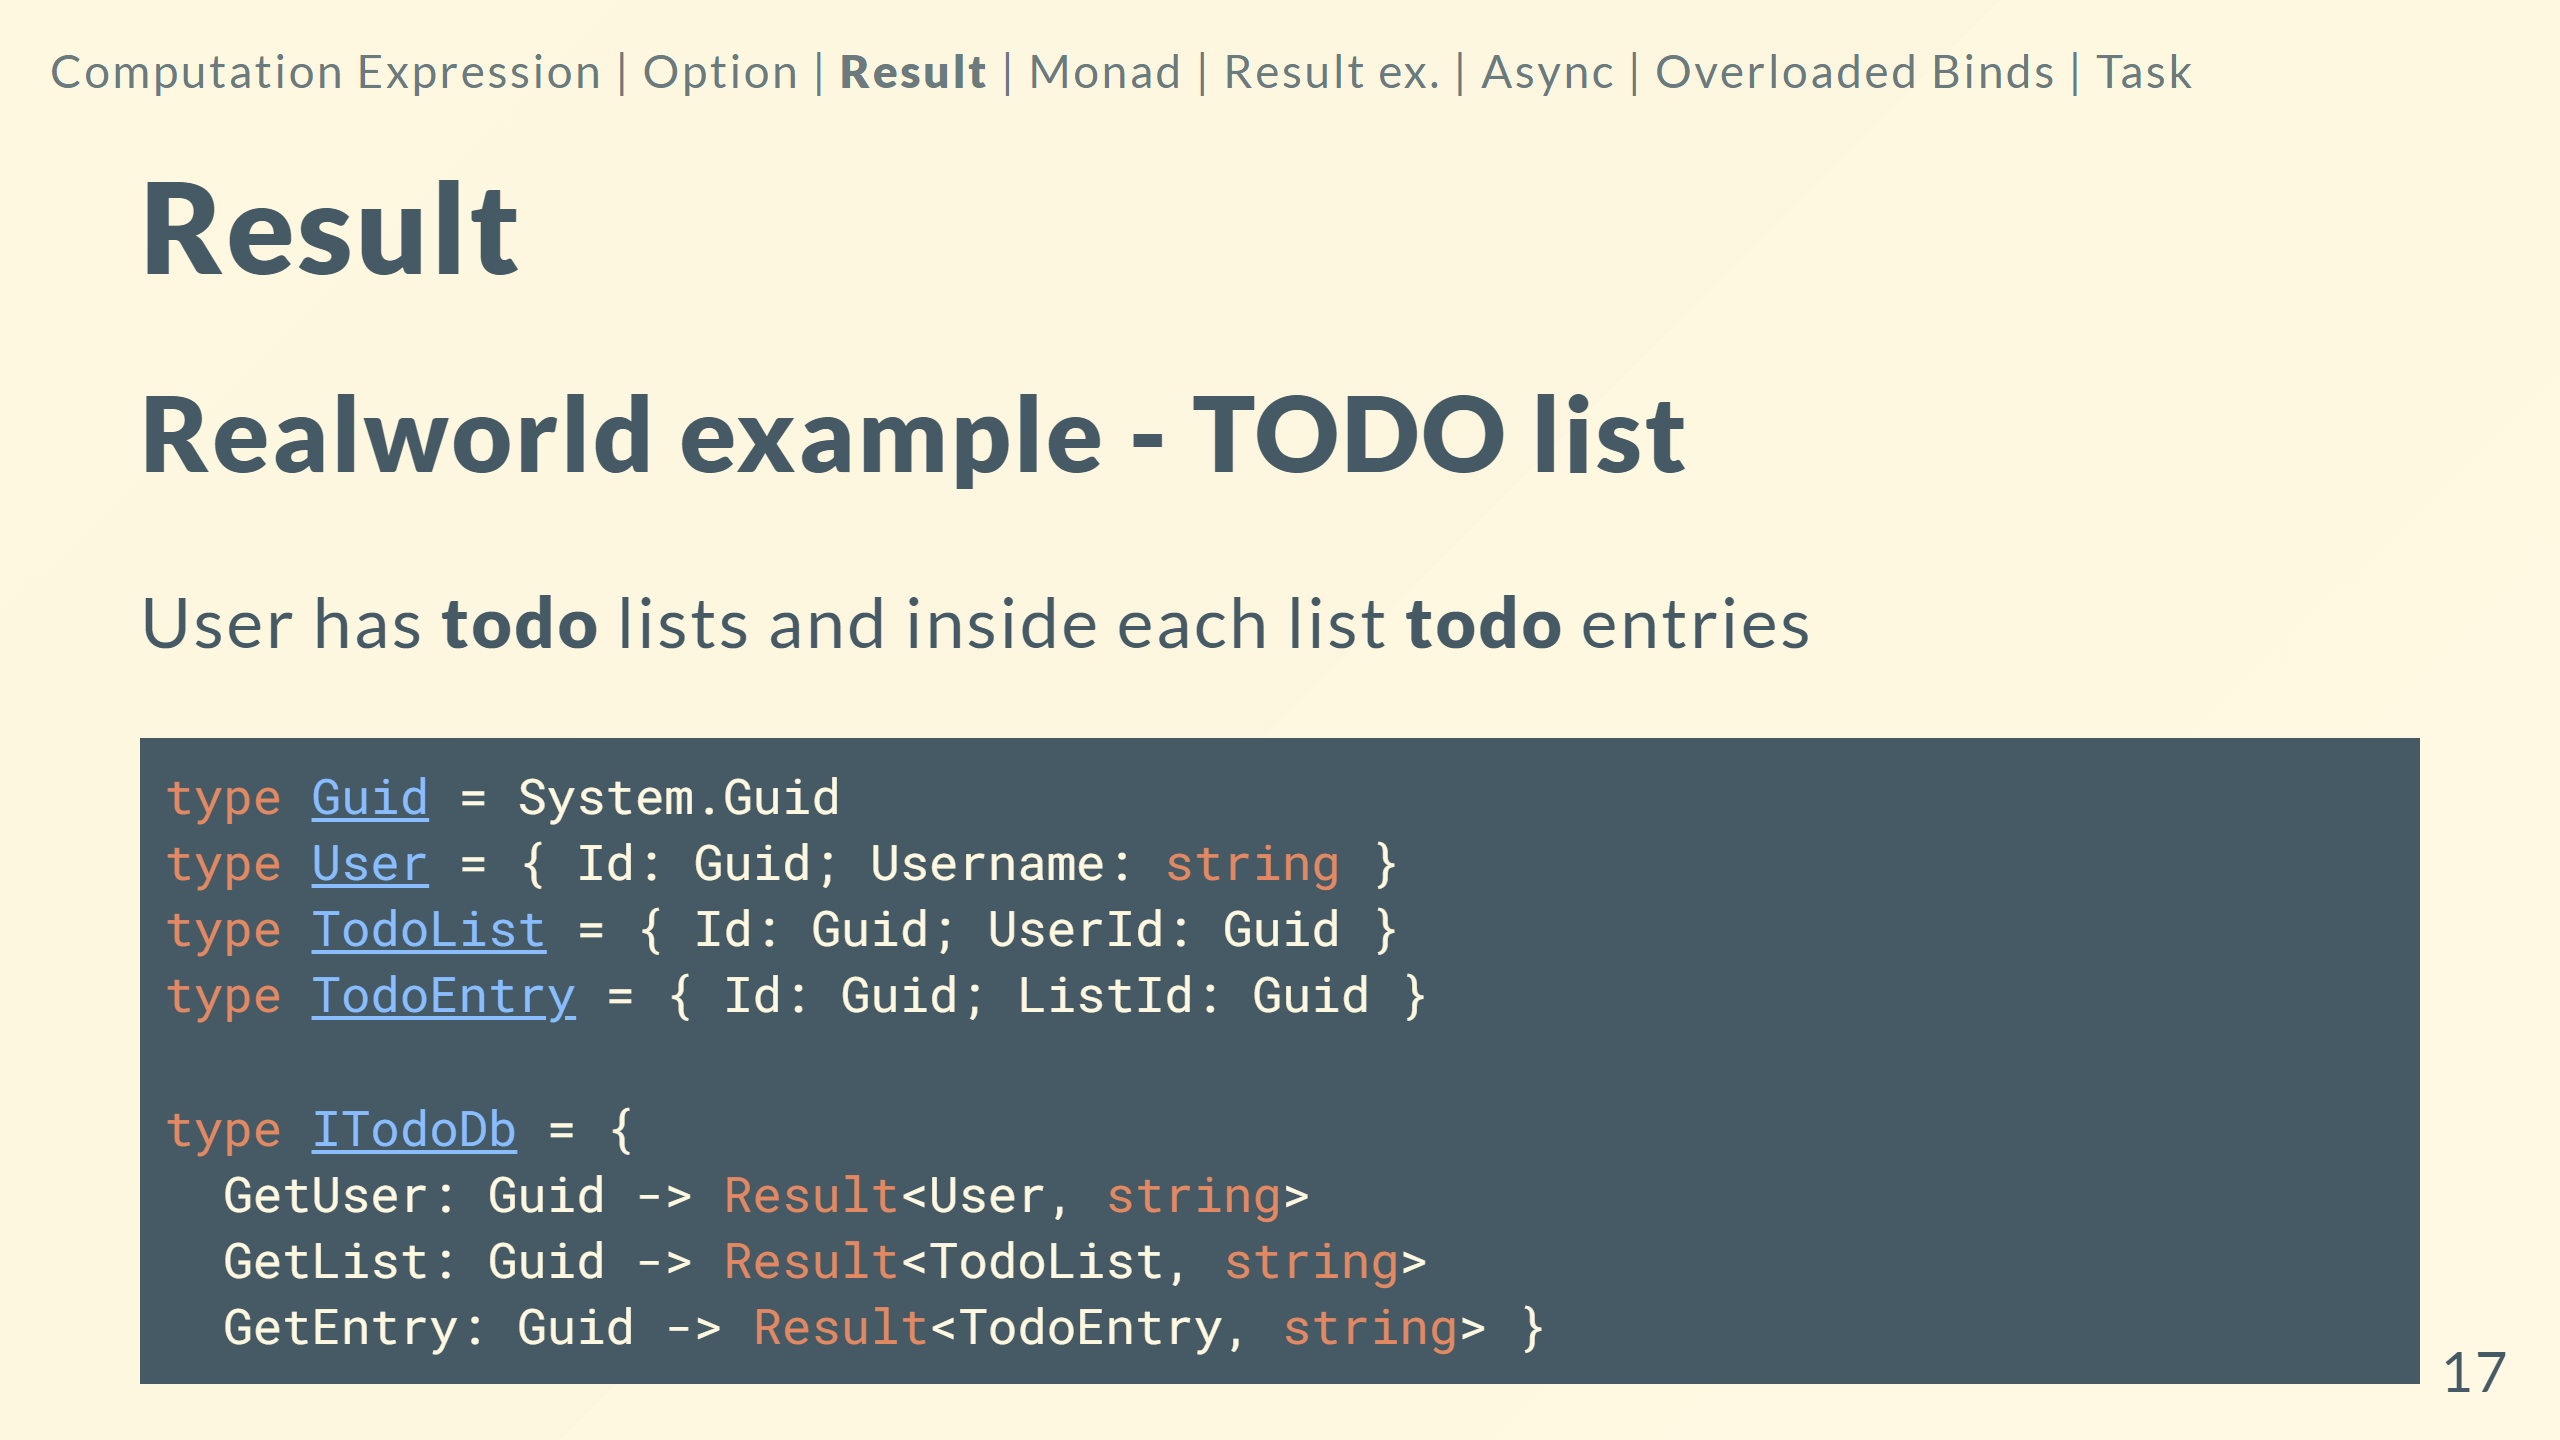 Computation Expression | Option | Result | Monad | Result ex. | Async | Overloaded Binds | Task
Result
Realworld example - TODO list
User has todo lists and inside each list todo entries
type Guid = System.Guid
type User = { Id: Guid; Username: string }
type TodoList = { Id: Guid; UserId: Guid }
type TodoEntry = { Id: Guid; ListId: Guid }
type ITodoDb = {
  GetUser: Guid -> Result<User, string>
  GetList: Guid -> Result<TodoList, string>
  GetEntry: Guid -> Result<TodoEntry, string> }
17